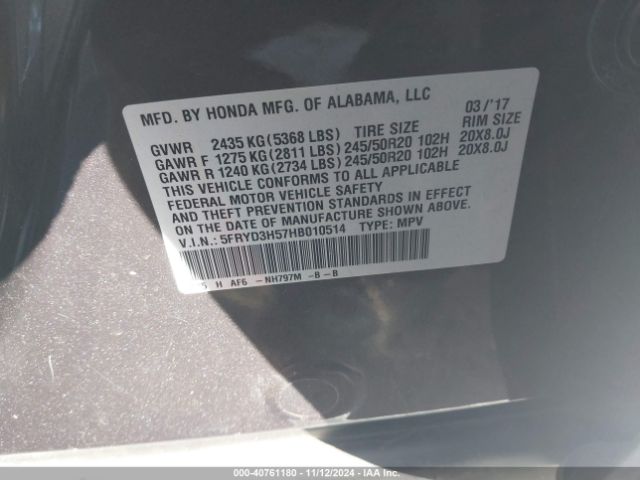 MFD. BY HONDA MFG. OF ALABAMA, LLC 03/'17
GVWR 2435 KG(5368 LBS) TIRE SIZE RIM SIZE
GAWR F 1275 KG(2811 LBS) 245/50R20 102H 20X8.0J
GAWR R 1240 KG(2734 LBS) 245/50R20 102H 20X8.0J
THIS VEHICLE CONFORMS TO ALL APPLICABLE
FEDERAL MOTOR VEHICLE SAFETY
AND THEFT PREVENTION STANDARDS IN EFFECT
ON THE DATE OF MANUFACTURE SHOWN ABOVE.
V.I.N.: 5FRYD3H57HB010514 TYPE: MPV
H AF6 -NH797M -B-B
000-40761180 - 11/12/2024 - IAA Inc.